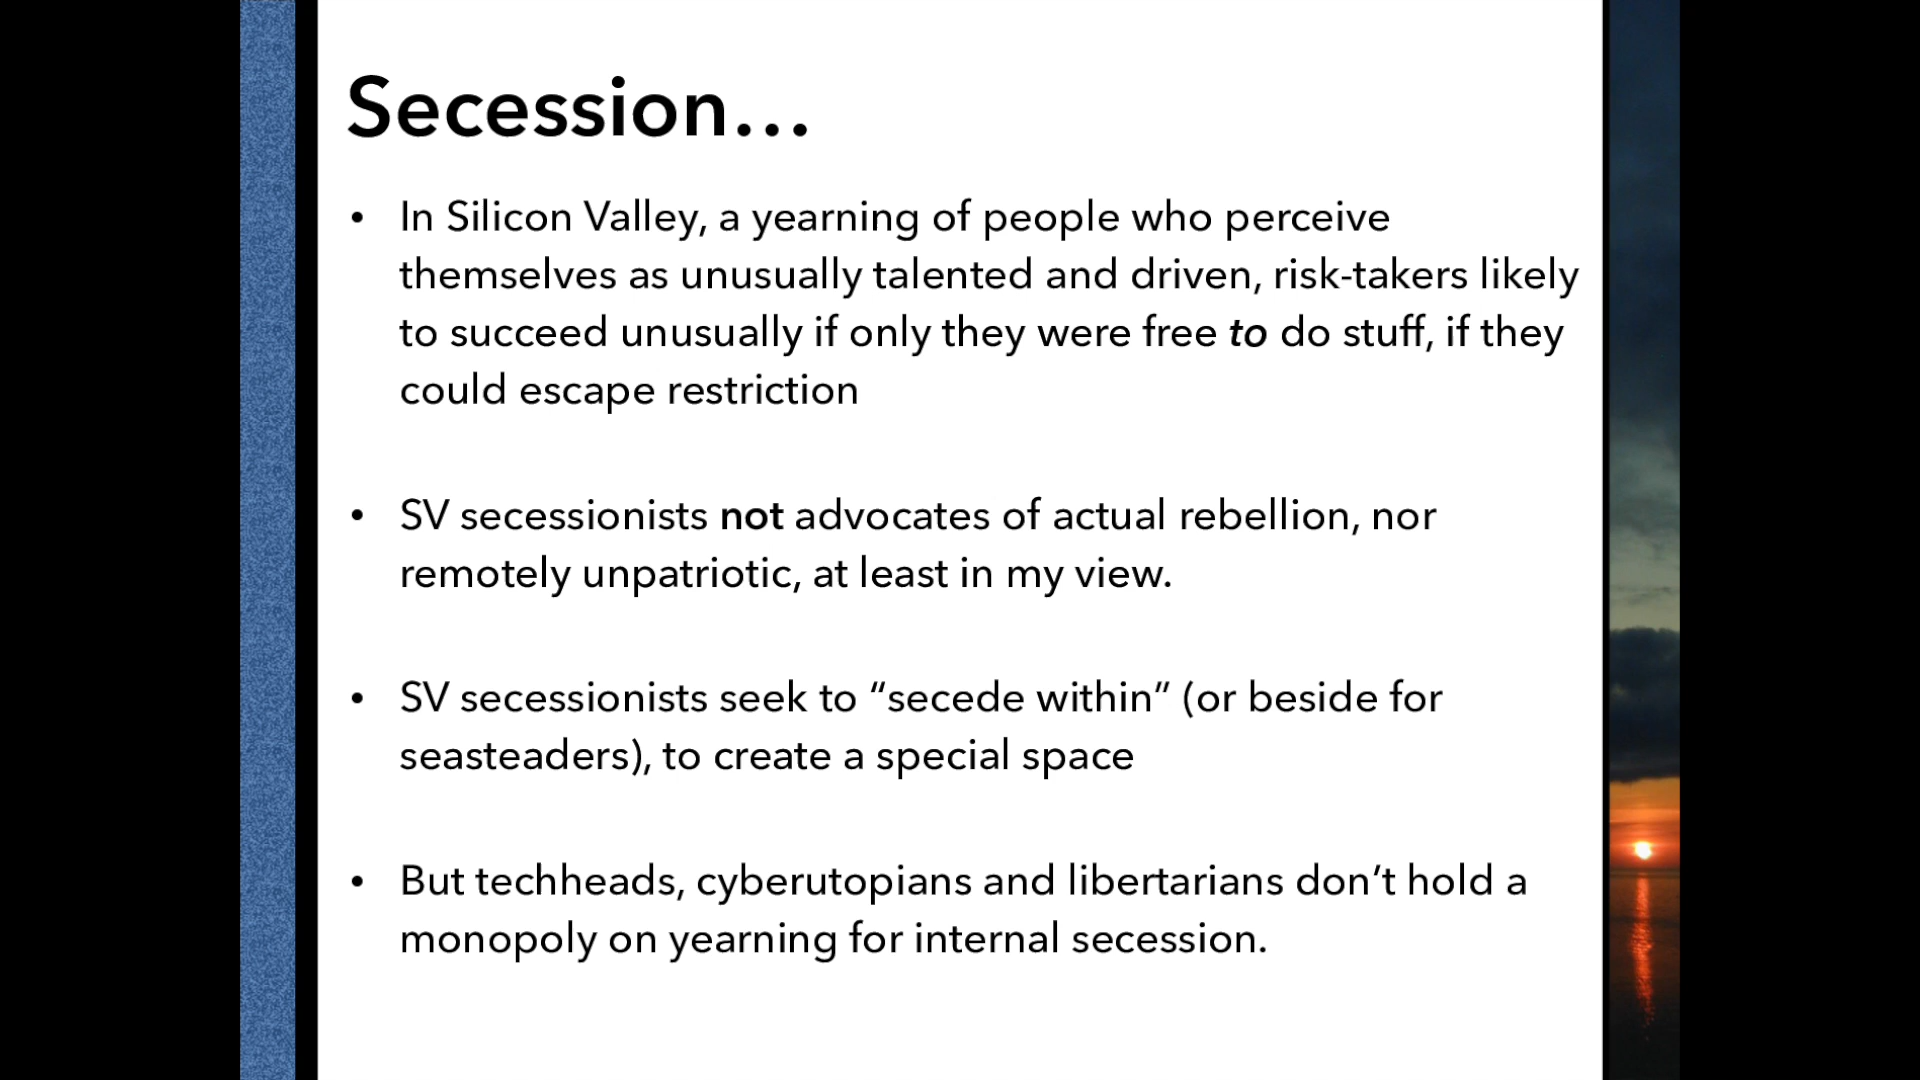 Secession...
• In Silicon Valley, a yearning of people who perceive
themselves as unusually talented and driven, risk-takers likely
to succeed unusually if only they were free to do stuff, if they
could escape restriction
• SV secessionists not advocates of actual rebellion, nor
remotely unpatriotic, at least in my view.
• SV secessionists seek to “secede within” (or beside for
seasteaders), to create a special space
• But techheads, cyberutopians and libertarians don’t hold a
monopoly on yearning for internal secession.